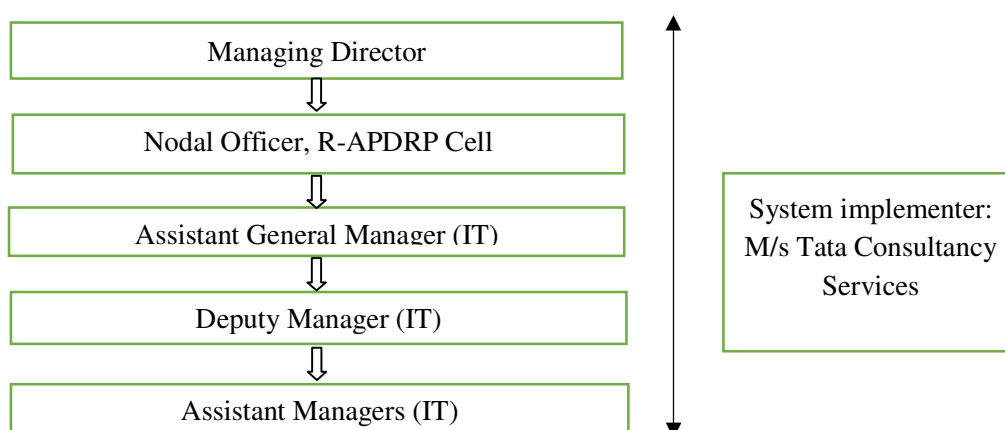 Managing Director
Nodal Officer, R-APDRP Cell
Assistant General Manager (IT)
Deputy Manager (IT)
Assistant Managers (IT)
System implementer:
M/s Tata Consultancy
Services